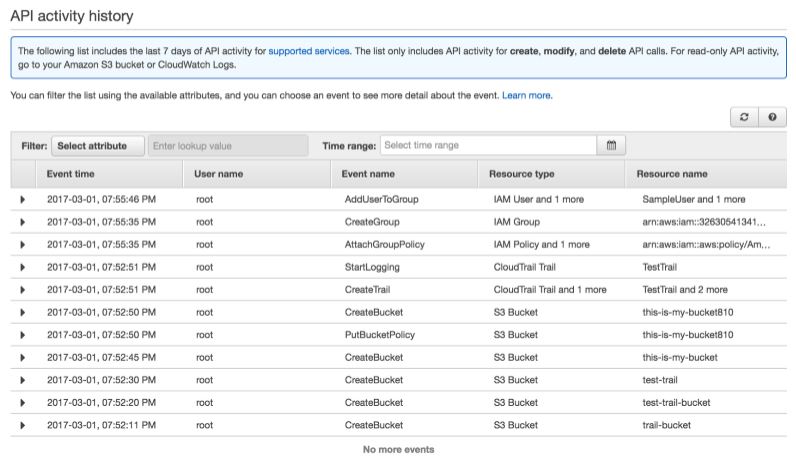 API activity history
The following list includes the last 7 days of API activity for supported services. The list only includes API activity for create, modify, and delete API calls. For read-only API activity,
go to your Amazon S3 bucket or CloudWatch Logs.
You can filter the list using the available attributes, and you can choose an event to see more detail about the event. Learn more.
Filter: Select attribute Enter lookup value Time range: Select time range
Event time User name Event name Resource type Resource name
2017-03-01, 07:55:46 PM root AddUserToGroup IAM User and 1 more SampleUser and 1 more
2017-03-01, 07:55:35 PM root CreateGroup IAM Group arn:aws:iam::32630541341...
2017-03-01, 07:55:35 PM root AttachGroupPolicy IAM Policy and 1 more arn:aws:iam::aws:policy/Am...
2017-03-01, 07:52:51 PM root StartLogging CloudTrail Trail TestTrail
2017-03-01, 07:52:51 PM root CreateTrail CloudTrail Trail and 1 more TestTrail and 2 more
2017-03-01, 07:52:50 PM root CreateBucket S3 Bucket this-is-my-bucket810
2017-03-01, 07:52:50 PM root PutBucketPolicy S3 Bucket this-is-my-bucket810
2017-03-01, 07:52:45 PM root CreateBucket S3 Bucket this-is-my-bucket
2017-03-01, 07:52:30 PM root CreateBucket S3 Bucket test-trail
2017-03-01, 07:52:20 PM root CreateBucket S3 Bucket test-trail-bucket
2017-03-01, 07:52:11 PM root CreateBucket S3 Bucket trail-bucket
No more events